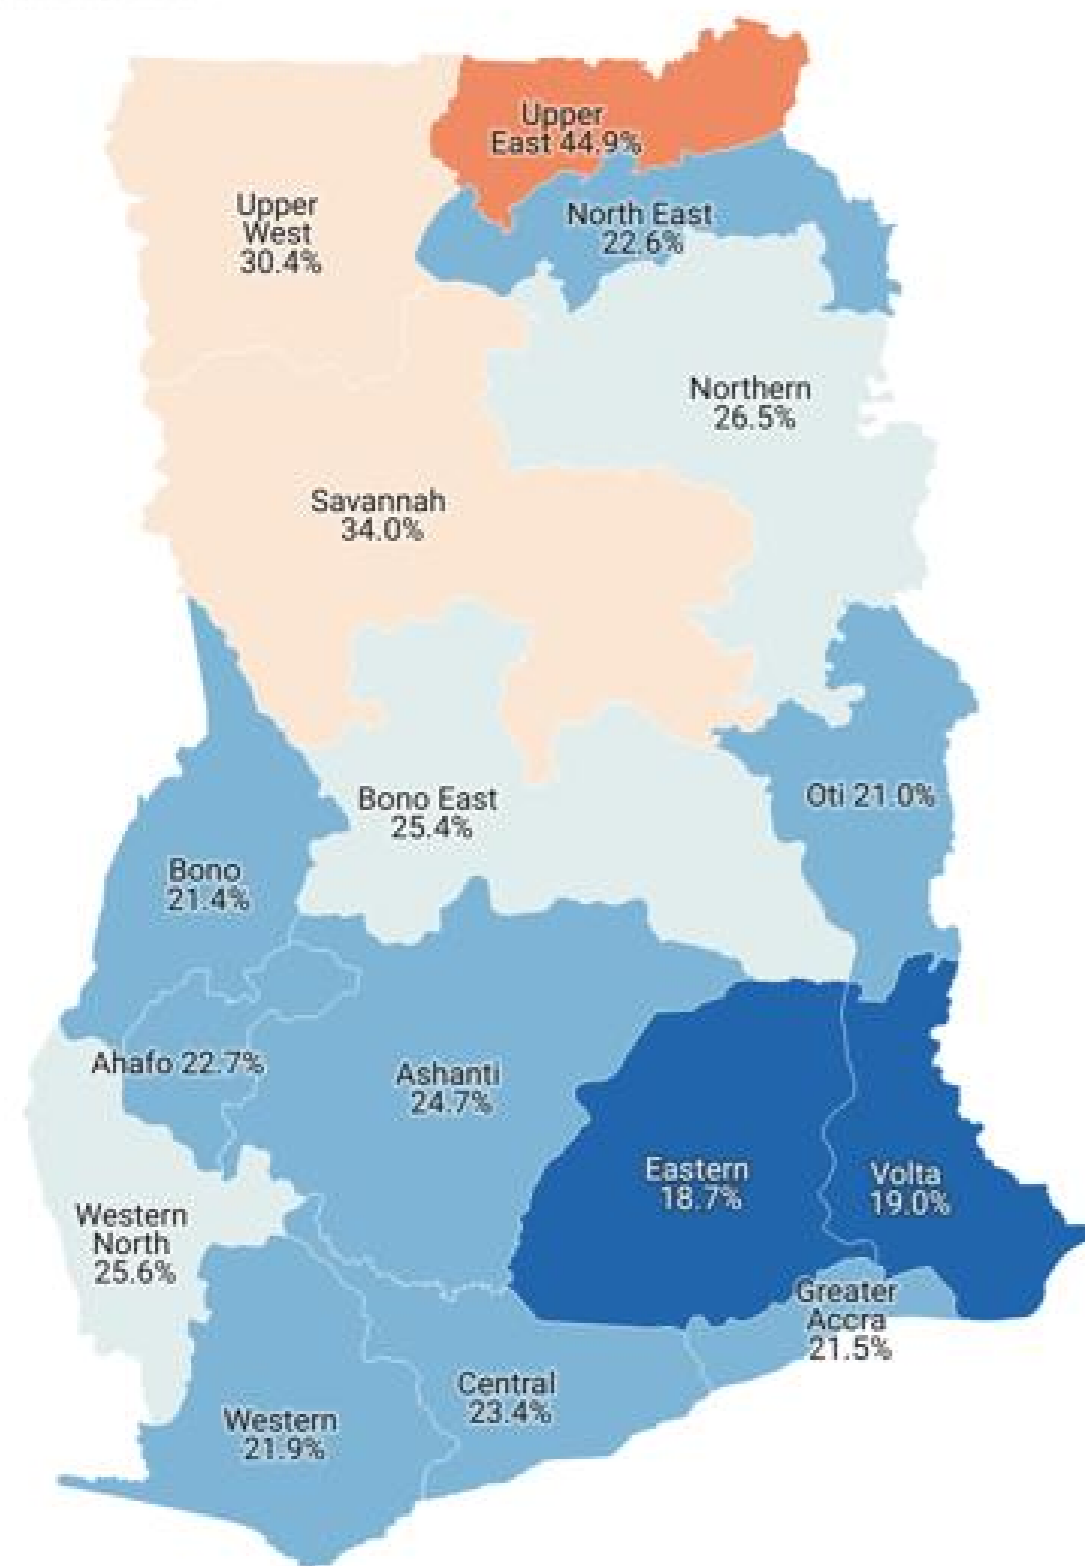 Upper
East 44.9%
Upper
West
30.4%
North East
22.6%
Northern
26.5%
Savannah
34.0%
Bono East
25.4%
Oti 21.0%
Bono
21.4%
Ahafo 22.7%
Ashanti
24.7%
Eastern
18.7%
Volta
19.0%
Western
North
25.6%
Greater
Accra
21.5%
Central
23.4%
Western
21.9%